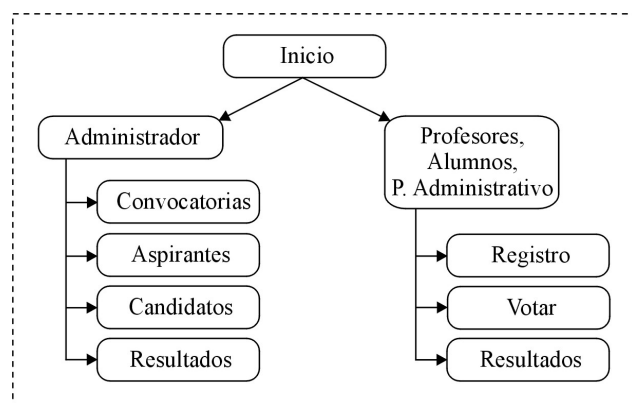 Inicio
Administrador
Convocatorias
Aspirantes
Candidatos
Resultados
Profesores,
Alumnos,
P. Administrativo
Registro
Votar
Resultados